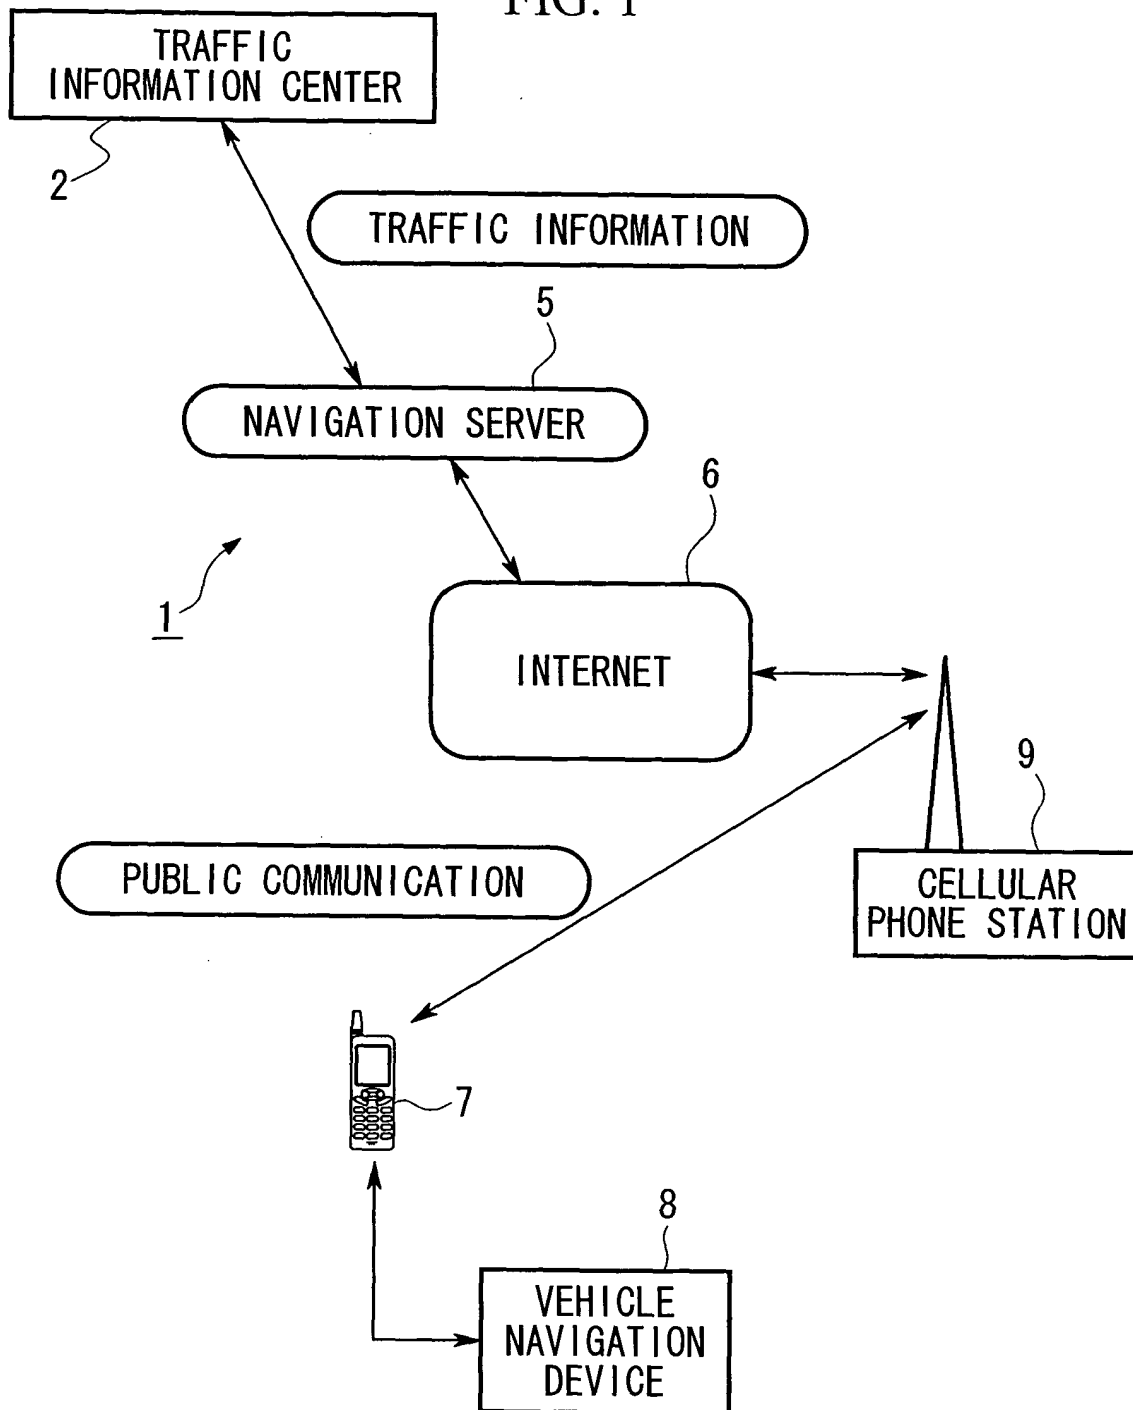 FIG. 1
TRAFFIC
INFORMATION CENTER
2
TRAFFIC INFORMATION
5
NAVIGATION SERVER
6
1
INTERNET
9
PUBLIC COMMUNICATION
CELLULAR
PHONE STATION
7
8
VEHICLE
NAVIGATION
DEVICE